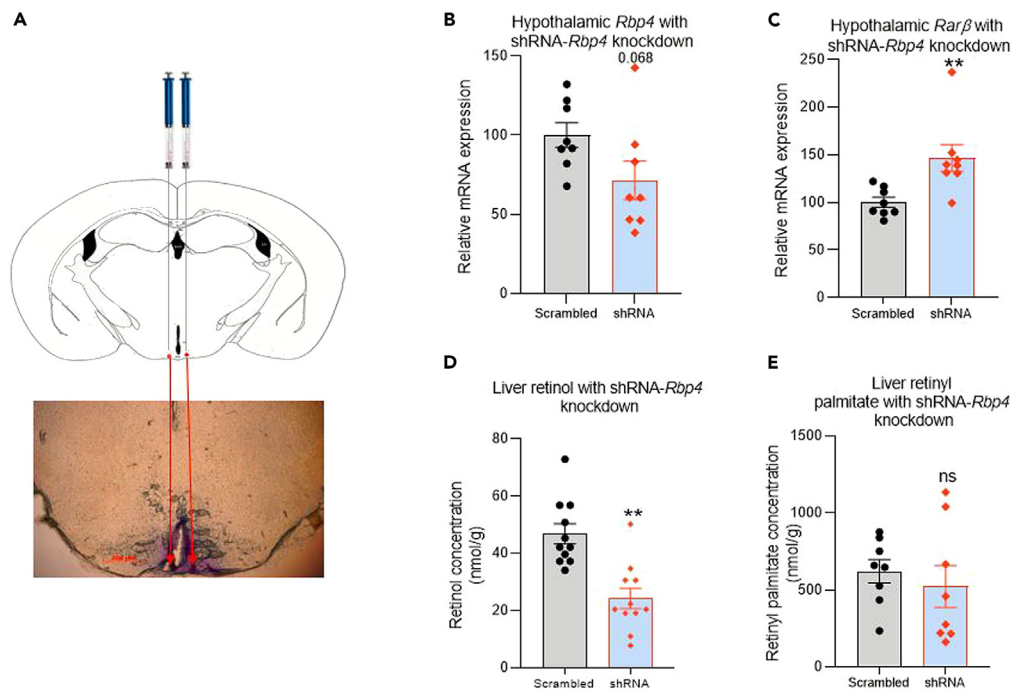 A
B
Hypothalamic Rbp4 with
shRNA-Rbp4 knockdown
0.068
Relative mRNA expression
150
100
50
0
Scrambled
shRNA
C
Hypothalamic Rarβ with
shRNA-Rbp4 knockdown
**
Relative mRNA expression
250
200
150
100
50
0
Scrambled
shRNA
D
Liver retinol with shRNA-Rbp4
knockdown
**
Retinol concentration
(nmol/g)
80
60
40
20
0
Scrambled
shRNA
E
Liver retinyl
palmitate with shRNA-Rbp4
knockdown
ns
Retinyl palmitate concentration
(nmol/g)
1500
1000
500
0
Scrambled
shRNA